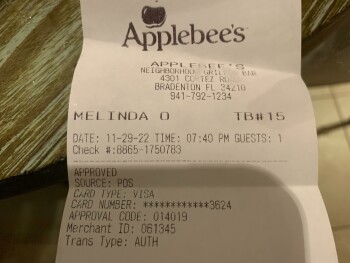 Applebee's
APPLEBEE'S
NEIGHBORHOOD GRILL & BAR
4301 CORTEZ ROAD
BRADENTON FL 34210
941-792-1234
MELINDA O TB#15
DATE: 11-29-22 TIME: 07:40 PM GUESTS: 1
Check #:8865-1750783
APPROVED
SOURCE: POS
CARD TYPE: VISA
CARD NUMBER: ************3624
APPROVAL CODE: 014019
Merchant ID: 061345
Trans Type: AUTH